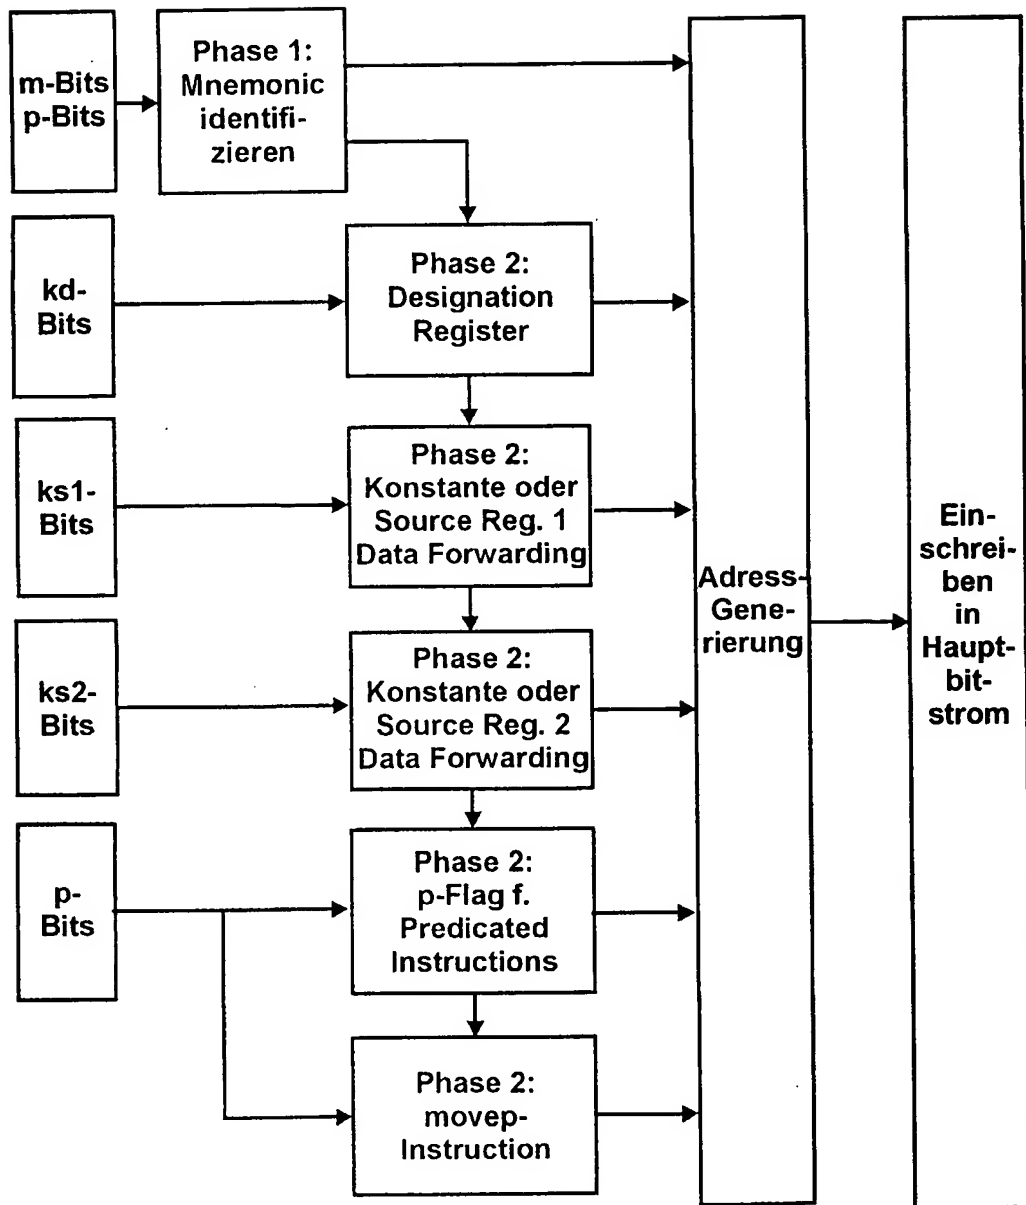 m-Bits
p-Bits
Phase 1:
Mnemonic
identifi-
zieren
kd-
Bits
Phase 2:
Designation
Register
ks1-
Bits
Phase 2:
Konstante oder
Source Reg. 1
Data Forwarding
ks2-
Bits
Phase 2:
Konstante oder
Source Reg. 2
Data Forwarding
p-
Bits
Phase 2:
p-Flag f.
Predicated
Instructions
Phase 2:
movep-
Instruction
Adress-
Gene-
rierung
Ein-
schrei-
ben
in
Haupt-
bit-
strom